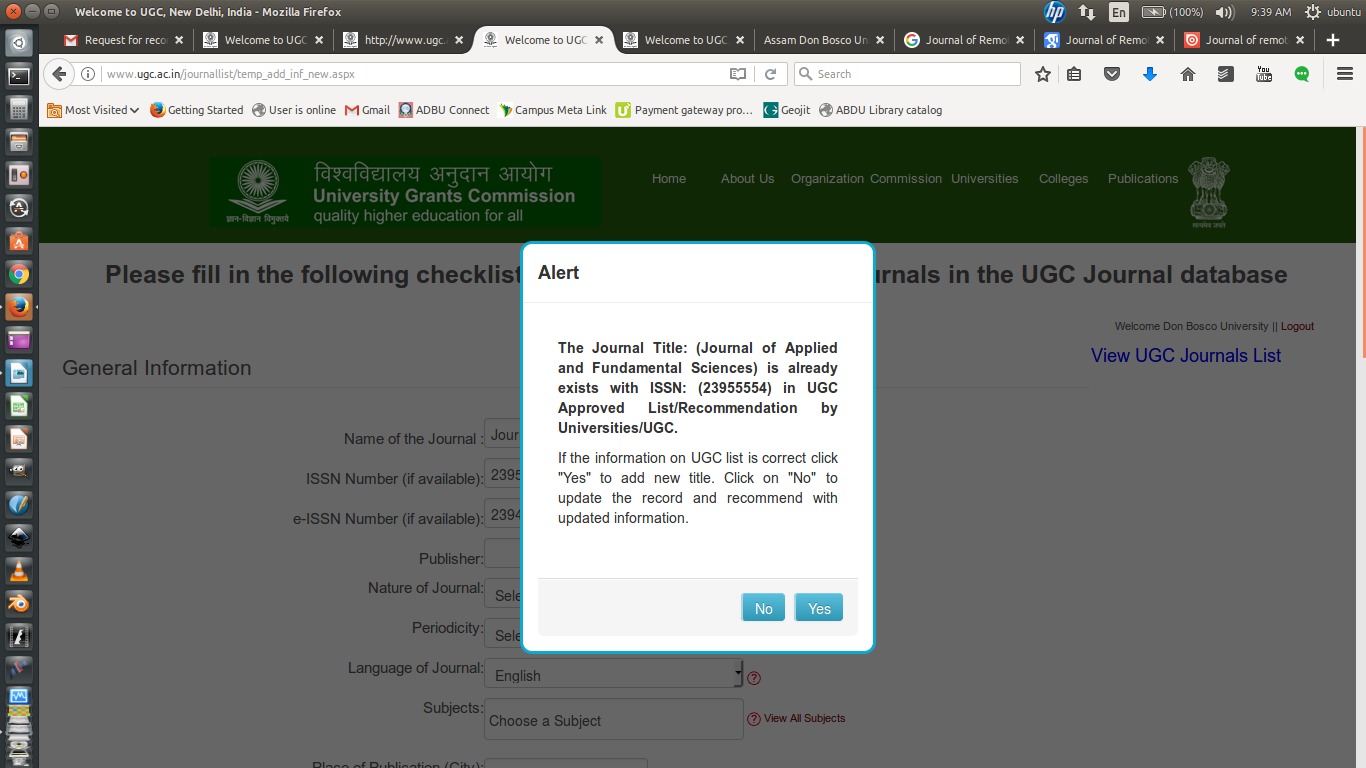 Welcome to UGC, New Delhi, India - Mozilla Firefox
En (100%) 9:39 AM ubuntu
Request for reco Welcome to UGC http://www.ugc. Welcome to UGC Welcome to UGC Assam Don Bosco Un Journal of Remo Journal of Remo Journal of remot
www.ugc.ac.in/journallist/temp_add_inf_new.aspx Search
Most Visited Getting Started User is online Gmail ADBU Connect Campus Meta Link Payment gateway pro... Geojit ABDU Library catalog
विश्वविद्यालय अनुदान आयोग
University Grants Commission
quality higher education for all
ज्ञान-विज्ञान विमुक्तये
Home About Us Organization Commission Universities Colleges Publications
सत्यमेव जयते
Please fill in the following checklist urnals in the UGC Journal database
Welcome Don Bosco University || Logout
View UGC Journals List
General Information
Name of the Journal : Jour
ISSN Number (if available): 2395
e-ISSN Number (if available): 2394
Publisher:
Nature of Journal: Sele
Periodicity: Sele
Language of Journal: English
Subjects: Choose a Subject View All Subjects
Place of Publication (City):
Alert
The Journal Title: (Journal of Applied
and Fundamental Sciences) is already
exists with ISSN: (23955554) in UGC
Approved List/Recommendation by
Universities/UGC.
If the information on UGC list is correct click
"Yes" to add new title. Click on "No" to
update the record and recommend with
updated information.
No Yes